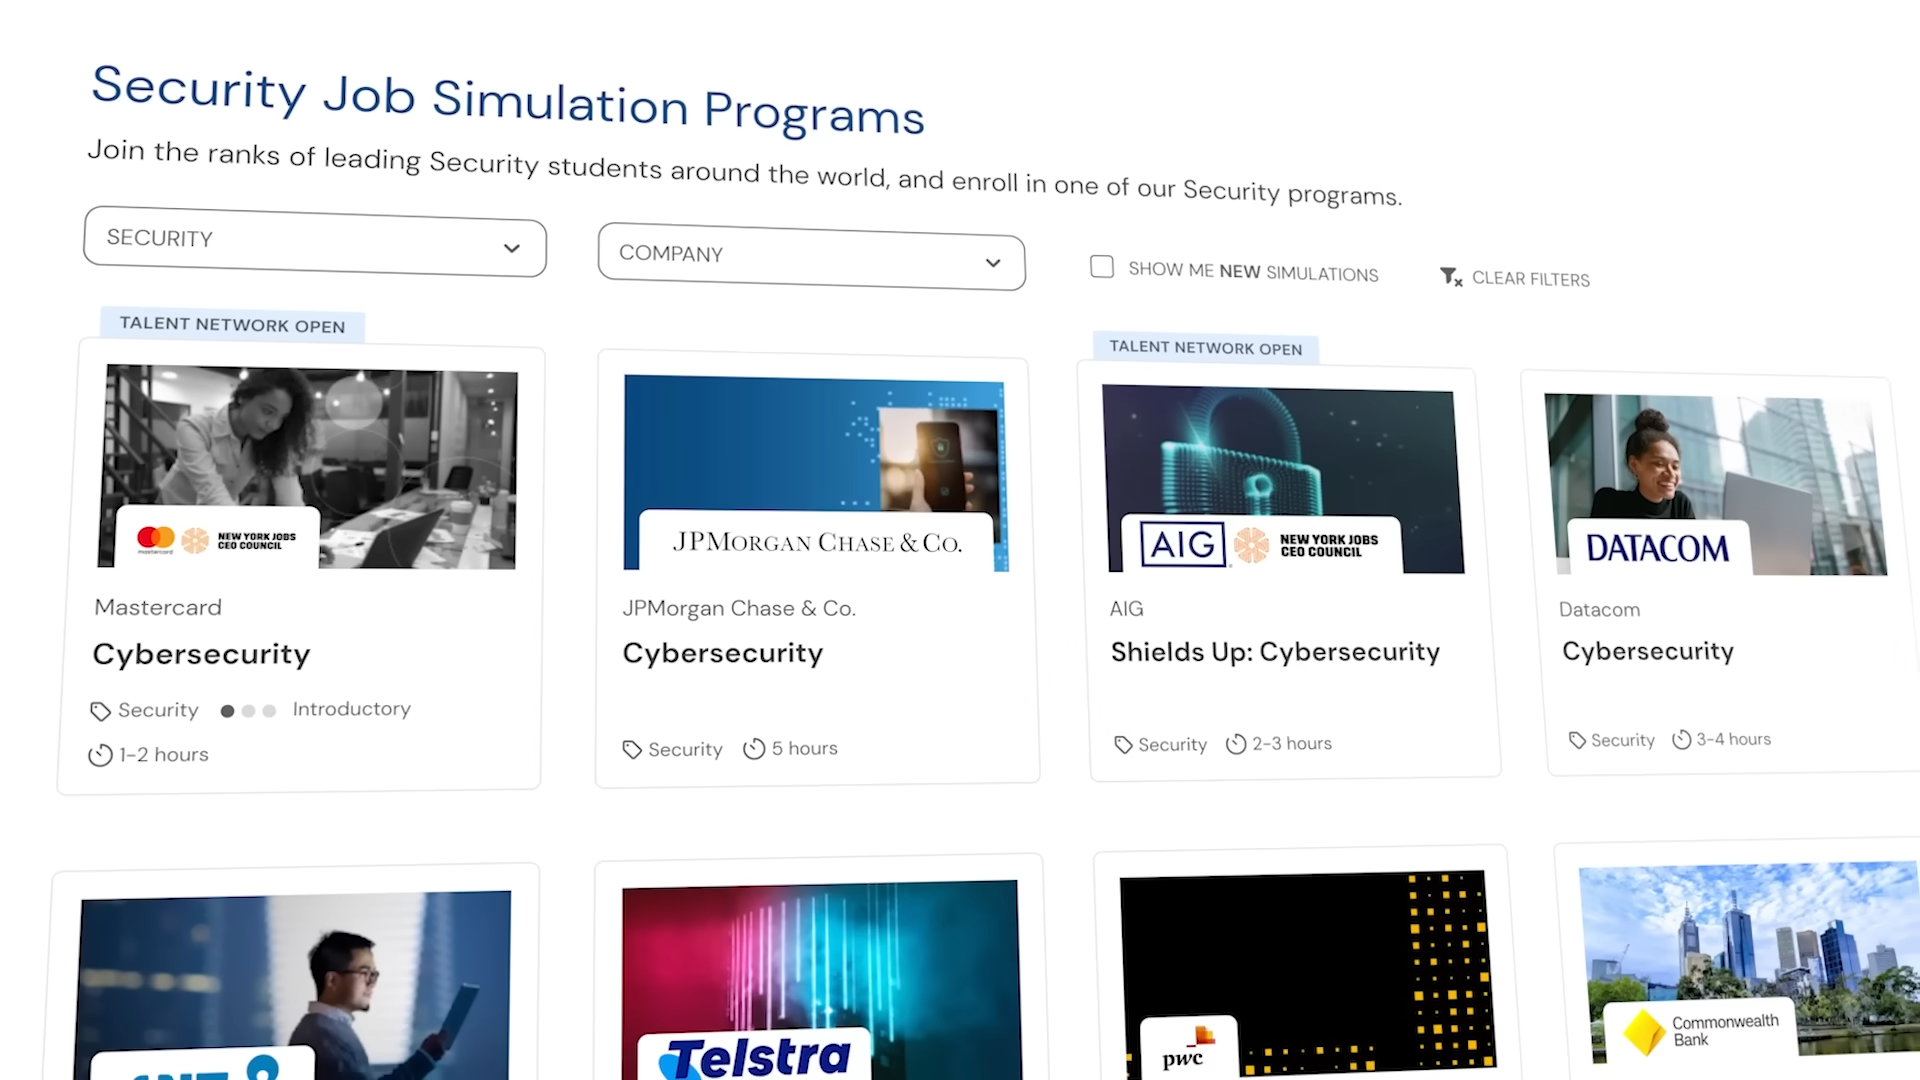 Security Job Simulation Programs
Join the ranks of leading Security students around the world, and enroll in one of our Security programs.
SECURITY
COMPANY
SHOW ME NEW SIMULATIONS
CLEAR FILTERS
TALENT NETWORK OPEN
mastercard
NEW YORK JOBS
CEO COUNCIL
Mastercard
Cybersecurity
Security
Introductory
1-2 hours
JPMORGAN CHASE & CO.
JPMorgan Chase & Co.
Cybersecurity
Security
5 hours
TALENT NETWORK OPEN
AIG
NEW YORK JOBS
CEO COUNCIL
AIG
Shields Up: Cybersecurity
Security
2-3 hours
DATACOM
Datacom
Cybersecurity
Security
3-4 hours
Telstra
pwc
Commonwealth
Bank